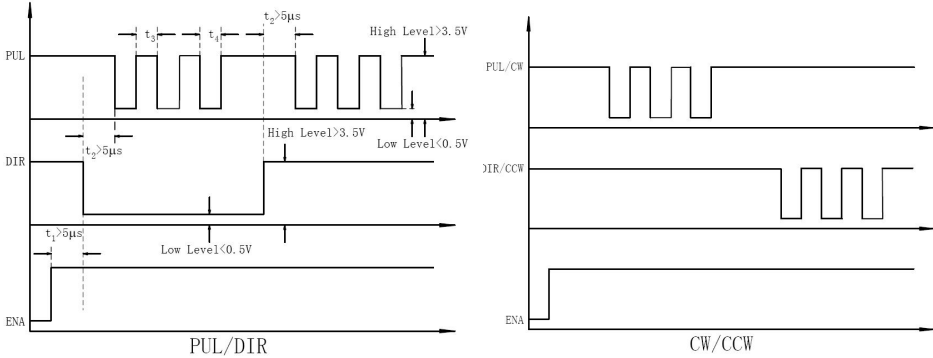 t₂>5μs
High Level>3.5V
t₃
t₄
PUL
t₂>5μs
Low Level<0.5V
High Level>3.5V
DIR
t₁>5μs
Low Level<0.5V
ENA
PUL/DIR
PUL/CW
DIR/CCW
ENA
CW/CCW